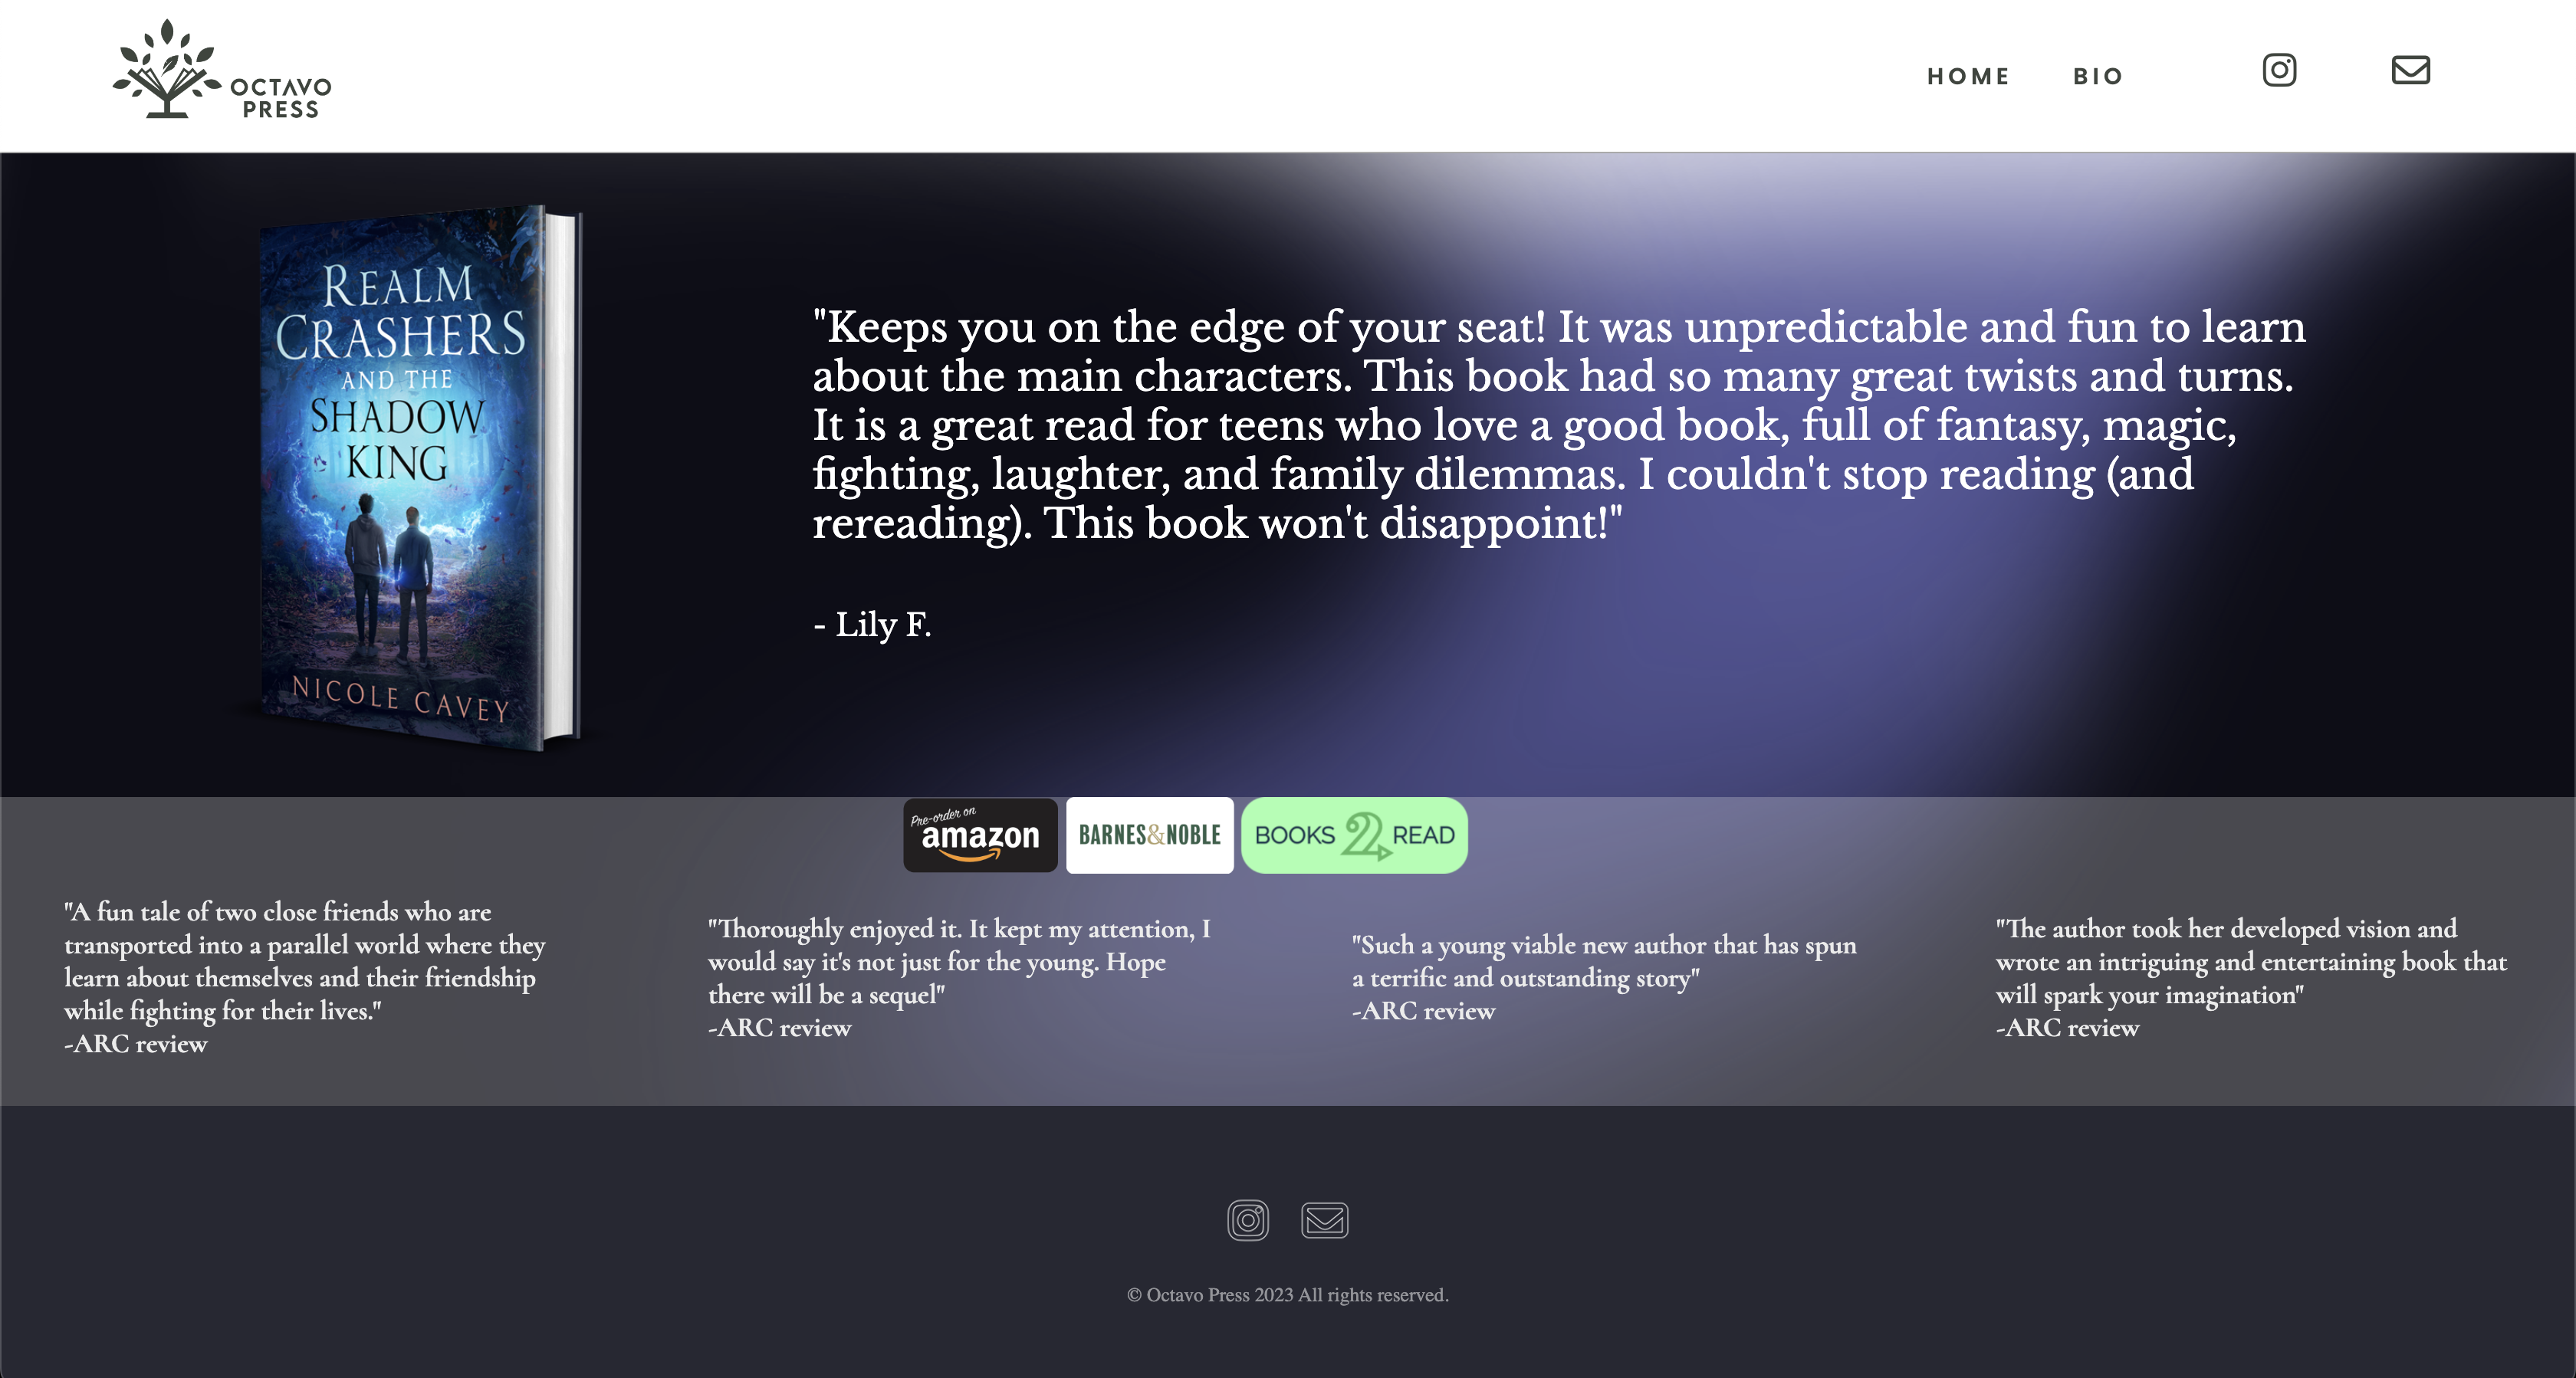 OCTAVO
PRESS
HOME
BIO
REALM
CRASHERS
AND THE
SHADOW
KING
NICOLE CAVEY
"Keeps you on the edge of your seat! It was unpredictable and fun to learn
about the main characters. This book had so many great twists and turns.
It is a great read for teens who love a good book, full of fantasy, magic,
fighting, laughter, and family dilemmas. I couldn't stop reading (and
rereading). This book won't disappoint!"
- Lily F.
Pre-order on
amazon
BARNES&NOBLE
BOOKS 2 READ
"A fun tale of two close friends who are
transported into a parallel world where they
learn about themselves and their friendship
while fighting for their lives."
-ARC review
"Thoroughly enjoyed it. It kept my attention, I
would say it's not just for the young. Hope
there will be a sequel"
-ARC review
"Such a young viable new author that has spun
a terrific and outstanding story"
-ARC review
"The author took her developed vision and
wrote an intriguing and entertaining book that
will spark your imagination"
-ARC review
© Octavo Press 2023 All rights reserved.